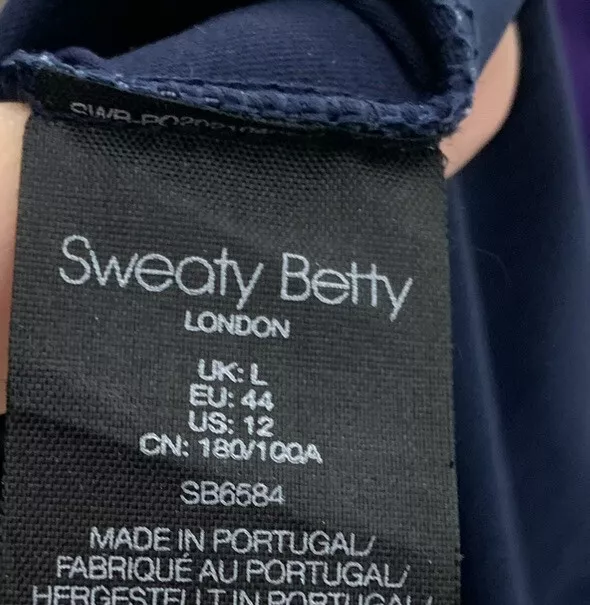 Sweaty Betty
LONDON
UK: L
EU: 44
US: 12
CN: 180/100A
SB6584
MADE IN PORTUGAL/
FABRIQUÉ AU PORTUGAL/
HERGESTELLT IN PORTUGAL/